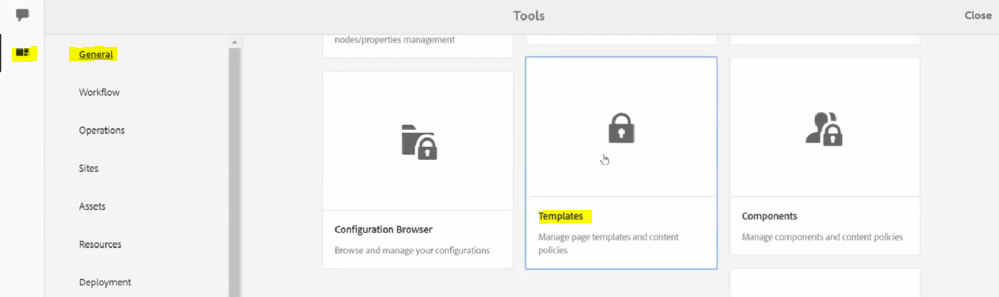 Tools
Close
General
Workflow
Operations
Sites
Assets
Resources
Deployment
nodes/properties management
Configuration Browser
Browse and manage your configurations
Templates
Manage page templates and content
policies
Components
Manage components and content policies